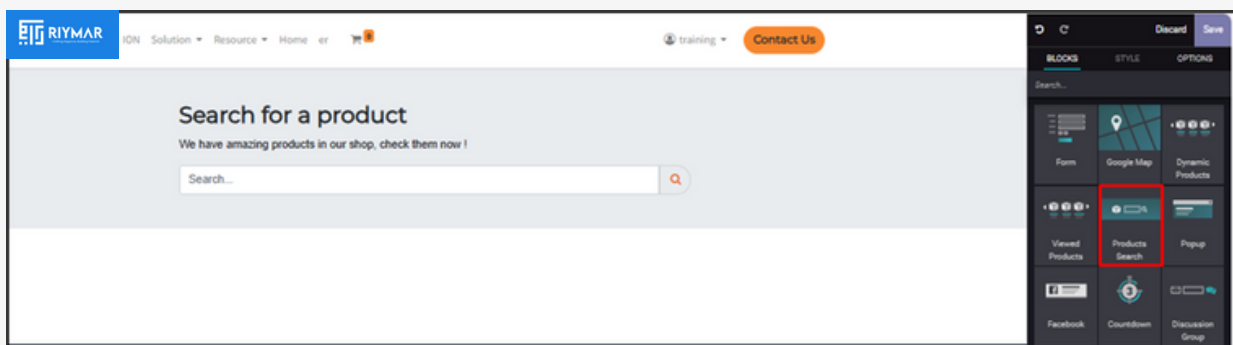 RIYMAR
ION Solution Resource Home er 0 training Contact Us
Search for a product
We have amazing products in our shop, check them now !
Search...
Discard Save
BLOCKS STYLE OPTIONS
Search...
Form Google Map Dynamic Products
Viewed Products Products Search Popup
Facebook Countdown Discussion Group